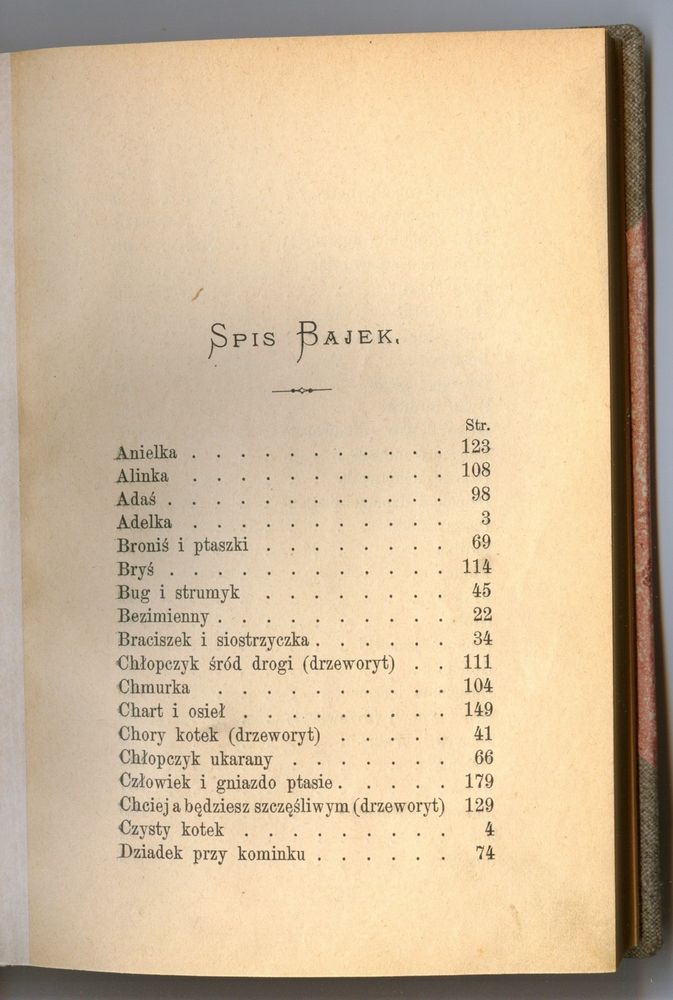 Spis Bajek.
Str.
Anielka . . . . . . . . . . . 123
Alinka . . . . . . . . . . . 108
Adaś . . . . . . . . . . . . 98
Adelka . . . . . . . . . . . 3
Broniś i ptaszki . . . . . . . . 69
Bryś . . . . . . . . . . . . 114
Bug i strumyk . . . . . . . . 45
Bezimienny . . . . . . . . . . 22
Braciszek i siostrzyczka . . . . . . 34
Chłopczyk śród drogi (drzeworyt) . . 111
Chmurka . . . . . . . . . . 104
Chart i osieł . . . . . . . . . 149
Chory kotek (drzeworyt) . . . . . 41
Chłopczyk ukarany . . . . . . . 66
Człowiek i gniazdo ptasie . . . . . 179
Chciej a będziesz szczęśliwym (drzeworyt) 129
Czysty kotek . . . . . . . . . 4
Dziadek przy kominku . . . . . . 74